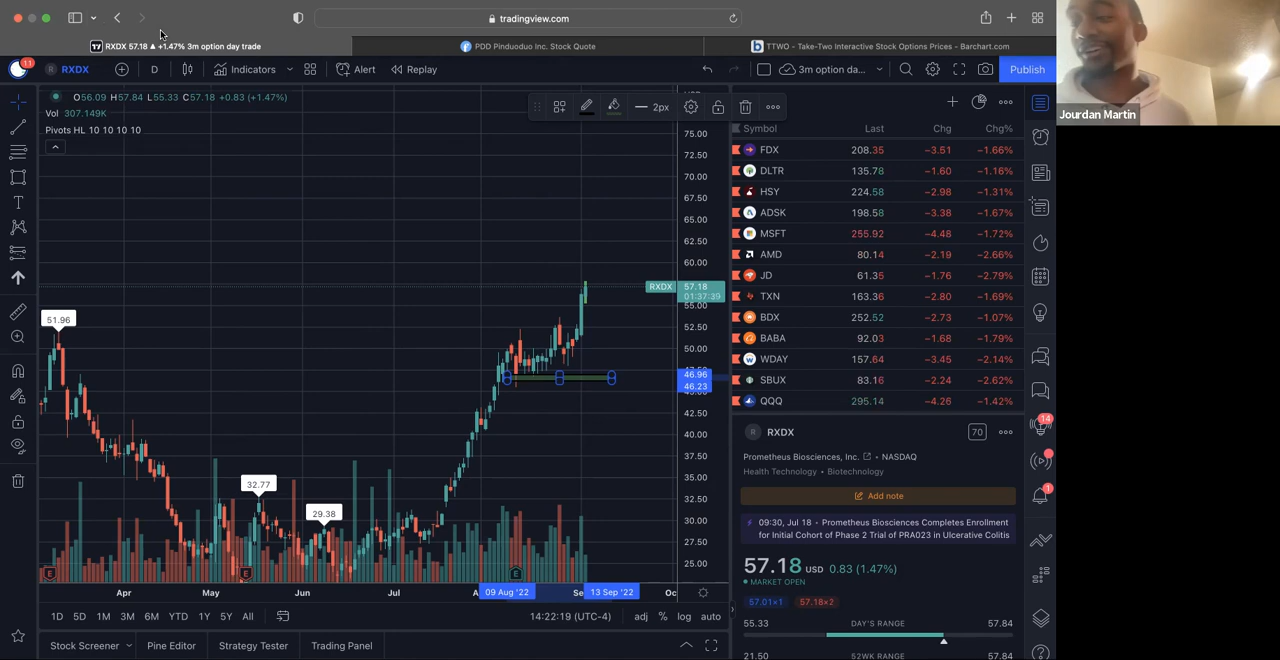 tradingview.com
RXDX 57.18 ▲ +1.47% 3m option day trade
PDD Pinduoduo Inc. Stock Quote
TTWO - Take-Two Interactive Stock Options Prices - Barchart.com
11
RXDX
D
Indicators
Alert
Replay
3m option da...
Publish
O56.09 H57.84 L55.33 C57.18 +0.83 (+1.47%)
Vol 307.149K
Pivots HL 10 10 10 10
2px
75.00
72.50
70.00
67.50
65.00
62.50
60.00
RXDX
57.18
01:37:39
55.00
52.50
50.00
46.96
46.23
42.50
40.00
37.50
35.00
32.50
30.00
27.50
25.00
51.96
32.77
29.38
E
E
E
Apr
May
Jun
Jul
09 Aug '22
13 Sep '22
1D 5D 1M 3M 6M YTD 1Y 5Y All
14:22:19 (UTC-4)
adj % log auto
Stock Screener
Pine Editor
Strategy Tester
Trading Panel
Symbol Last Chg Chg%
FDX 208.35 −3.51 −1.66%
DLTR 135.78 −1.60 −1.16%
HSY 224.58 −2.98 −1.31%
ADSK 198.58 −3.38 −1.67%
MSFT 255.92 −4.48 −1.72%
AMD 80.14 −2.19 −2.66%
JD 61.35 −1.76 −2.79%
TXN 163.36 −2.80 −1.69%
BDX 252.52 −2.73 −1.07%
BABA 92.03 −1.68 −1.79%
WDAY 157.64 −3.45 −2.14%
SBUX 83.16 −2.24 −2.62%
QQQ 295.14 −4.26 −1.42%
R RXDX
70
Prometheus Biosciences, Inc. • NASDAQ
Health Technology • Biotechnology
Add note
09:30, Jul 18 • Prometheus Biosciences Completes Enrollment
for Initial Cohort of Phase 2 Trial of PRA023 in Ulcerative Colitis
57.18 USD 0.83 (1.47%)
MARKET OPEN
57.01×1
57.18×2
55.33 DAY'S RANGE 57.84
21.50 52WK RANGE 57.84
14
1
Jourdan Martin